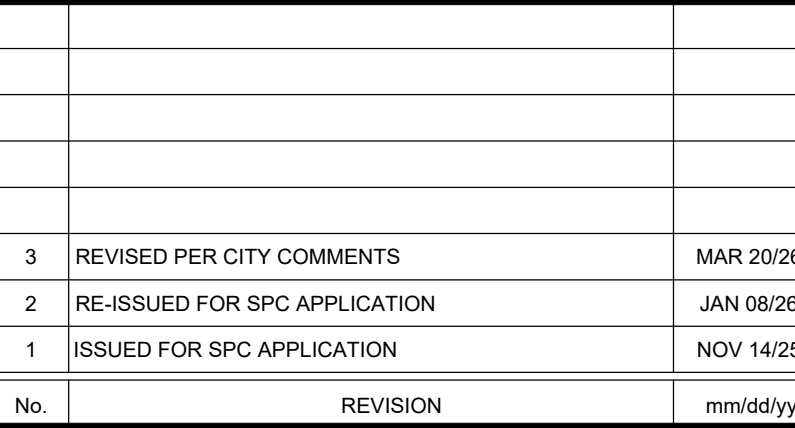 3 REVISED PER CITY COMMENTS MAR 20/26
2 RE-ISSUED FOR SPC APPLICATION JAN 08/26
1 ISSUED FOR SPC APPLICATION NOV 14/25
No. REVISION mm/dd/yy